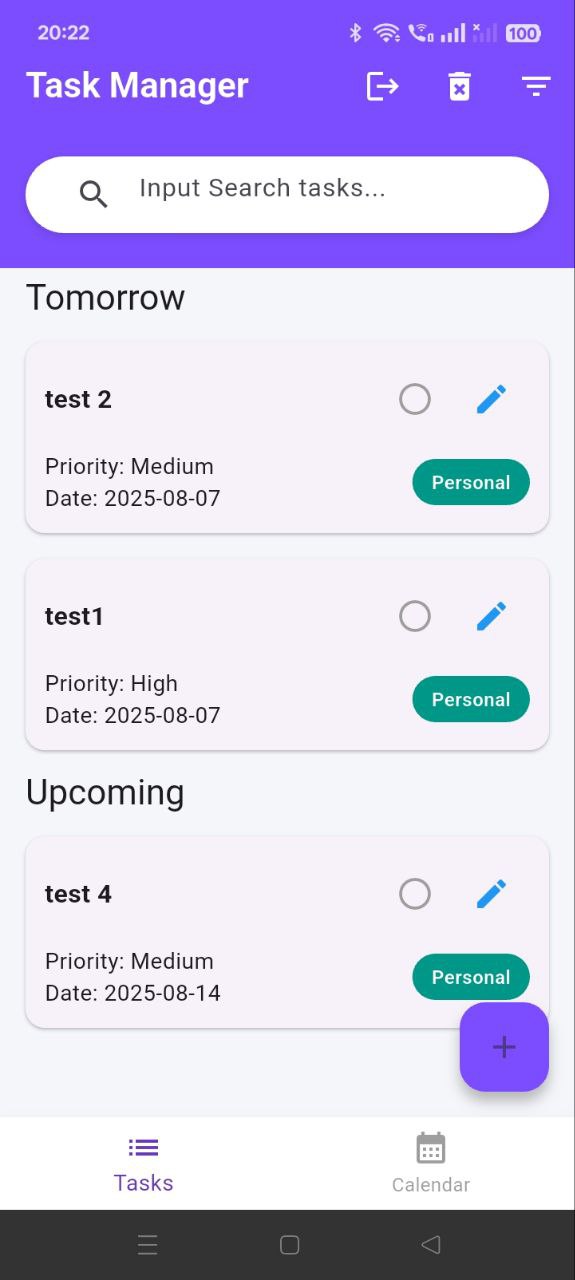 20:22
100
Task Manager
Input Search tasks...
Tomorrow
test 2
Priority: Medium
Date: 2025-08-07
Personal
test1
Priority: High
Date: 2025-08-07
Personal
Upcoming
test 4
Priority: Medium
Date: 2025-08-14
Personal
Tasks
Calendar